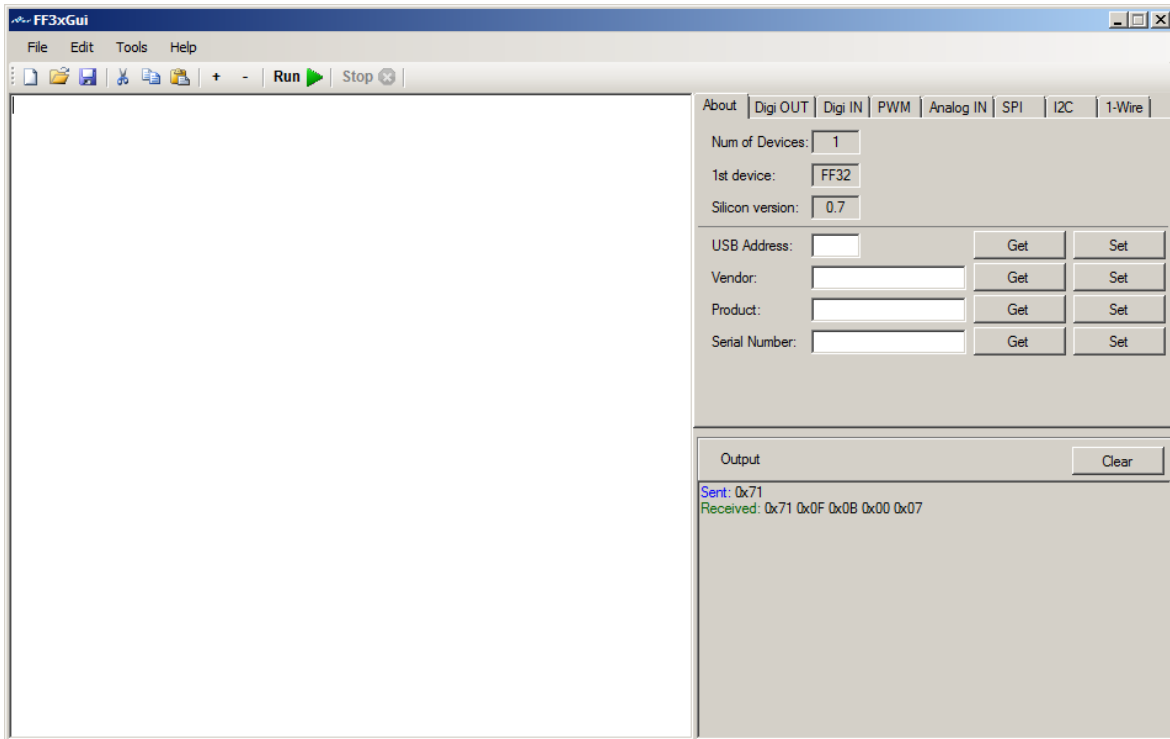 FF3xGui
File Edit Tools Help
+ - Run Stop
About Digi OUT Digi IN PWM Analog IN SPI I2C 1-Wire
Num of Devices: 1
1st device: FF32
Silicon version: 0.7
USB Address: Get Set
Vendor: Get Set
Product: Get Set
Serial Number: Get Set
Output Clear
Sent: 0x71
Received: 0x71 0x0F 0x0B 0x00 0x07